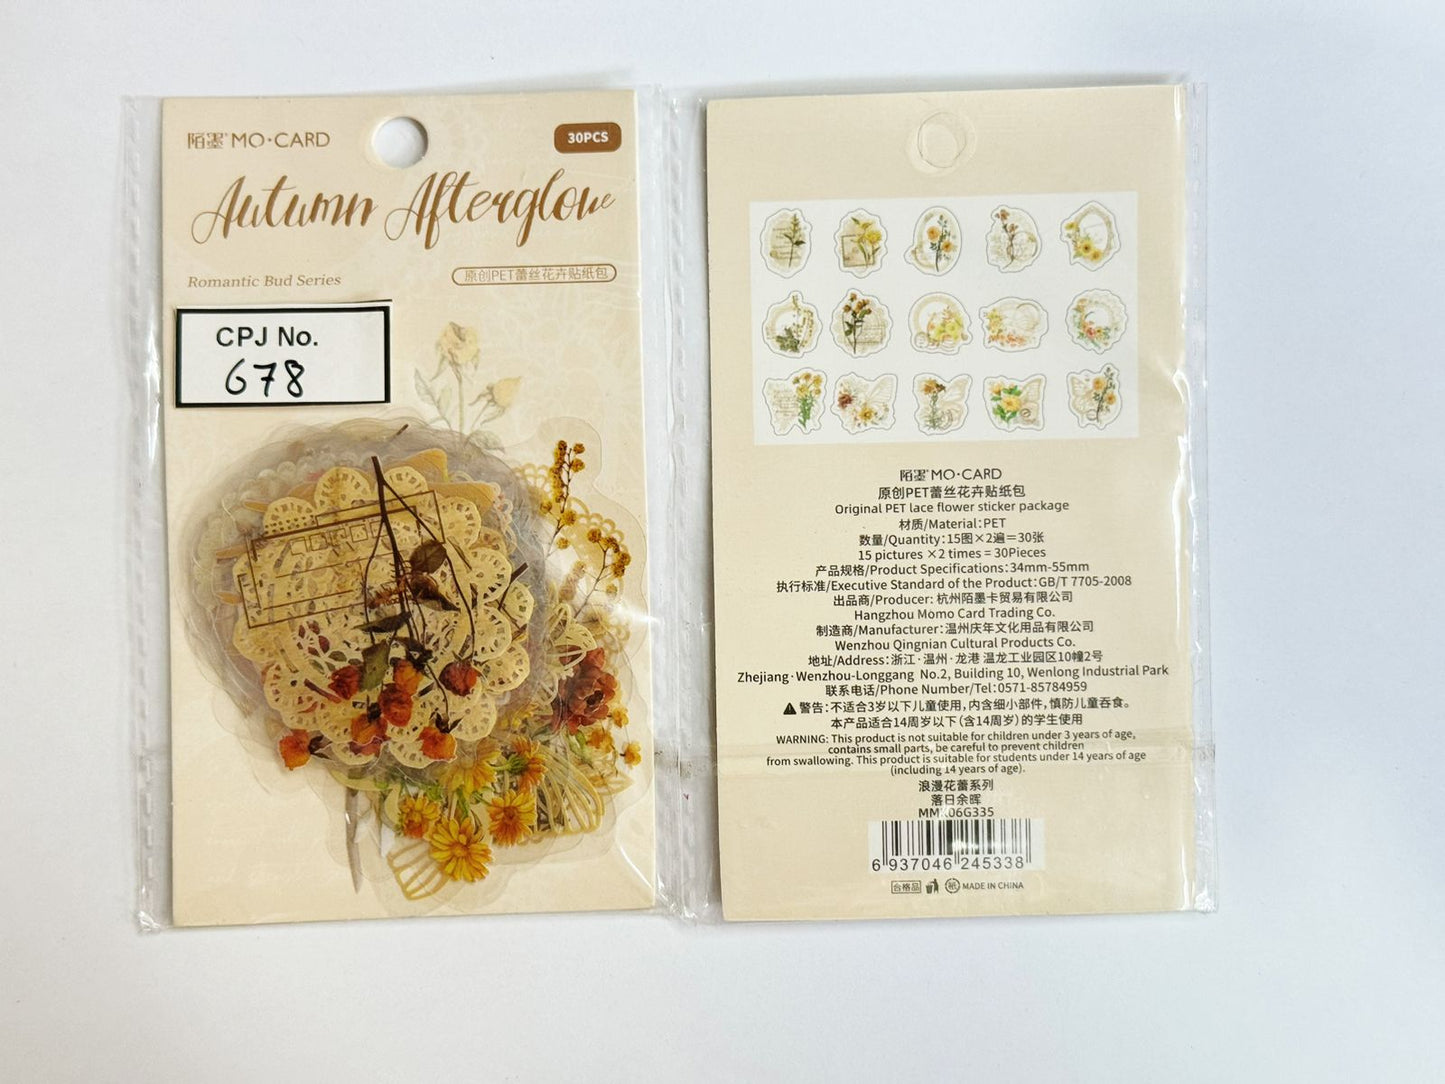 陌墨® MO·CARD
30PCS
Autumn Afterglow
Romantic Bud Series
原创PET蕾丝花卉贴纸包
CPJ No.
678
陌墨® MO·CARD
原创PET蕾丝花卉贴纸包
Original PET lace flower sticker package
材质/Material:PET
数量/Quantity:15图×2遍=30张
15 pictures ×2 times = 30Pieces
产品规格/Product Specifications:34mm-55mm
执行标准/Executive Standard of the Product:GB/T 7705-2008
出品商/Producer: 杭州陌墨卡贸易有限公司
Hangzhou Momo Card Trading Co.
制造商/Manufacturer:温州庆年文化用品有限公司
Wenzhou Qingnian Cultural Products Co.
地址/Address:浙江·温州·龙港 温龙工业园区10幢2号
Zhejiang·Wenzhou-Longgang No.2, Building 10, Wenlong Industrial Park
联系电话/Phone Number/Tel:0571-85784959
警告:不适合3岁以下儿童使用,内含细小部件,慎防儿童吞食。
本产品适合14周岁以下(含14周岁)的学生使用
WARNING: This product is not suitable for children under 3 years of age,
contains small parts, be careful to prevent children
from swallowing. This product is suitable for students under 14 years of age
(including 14 years of age).
浪漫花蕾系列
落日余晖
MMK06G335
6 937046 245338
合格品 紙 MADE IN CHINA